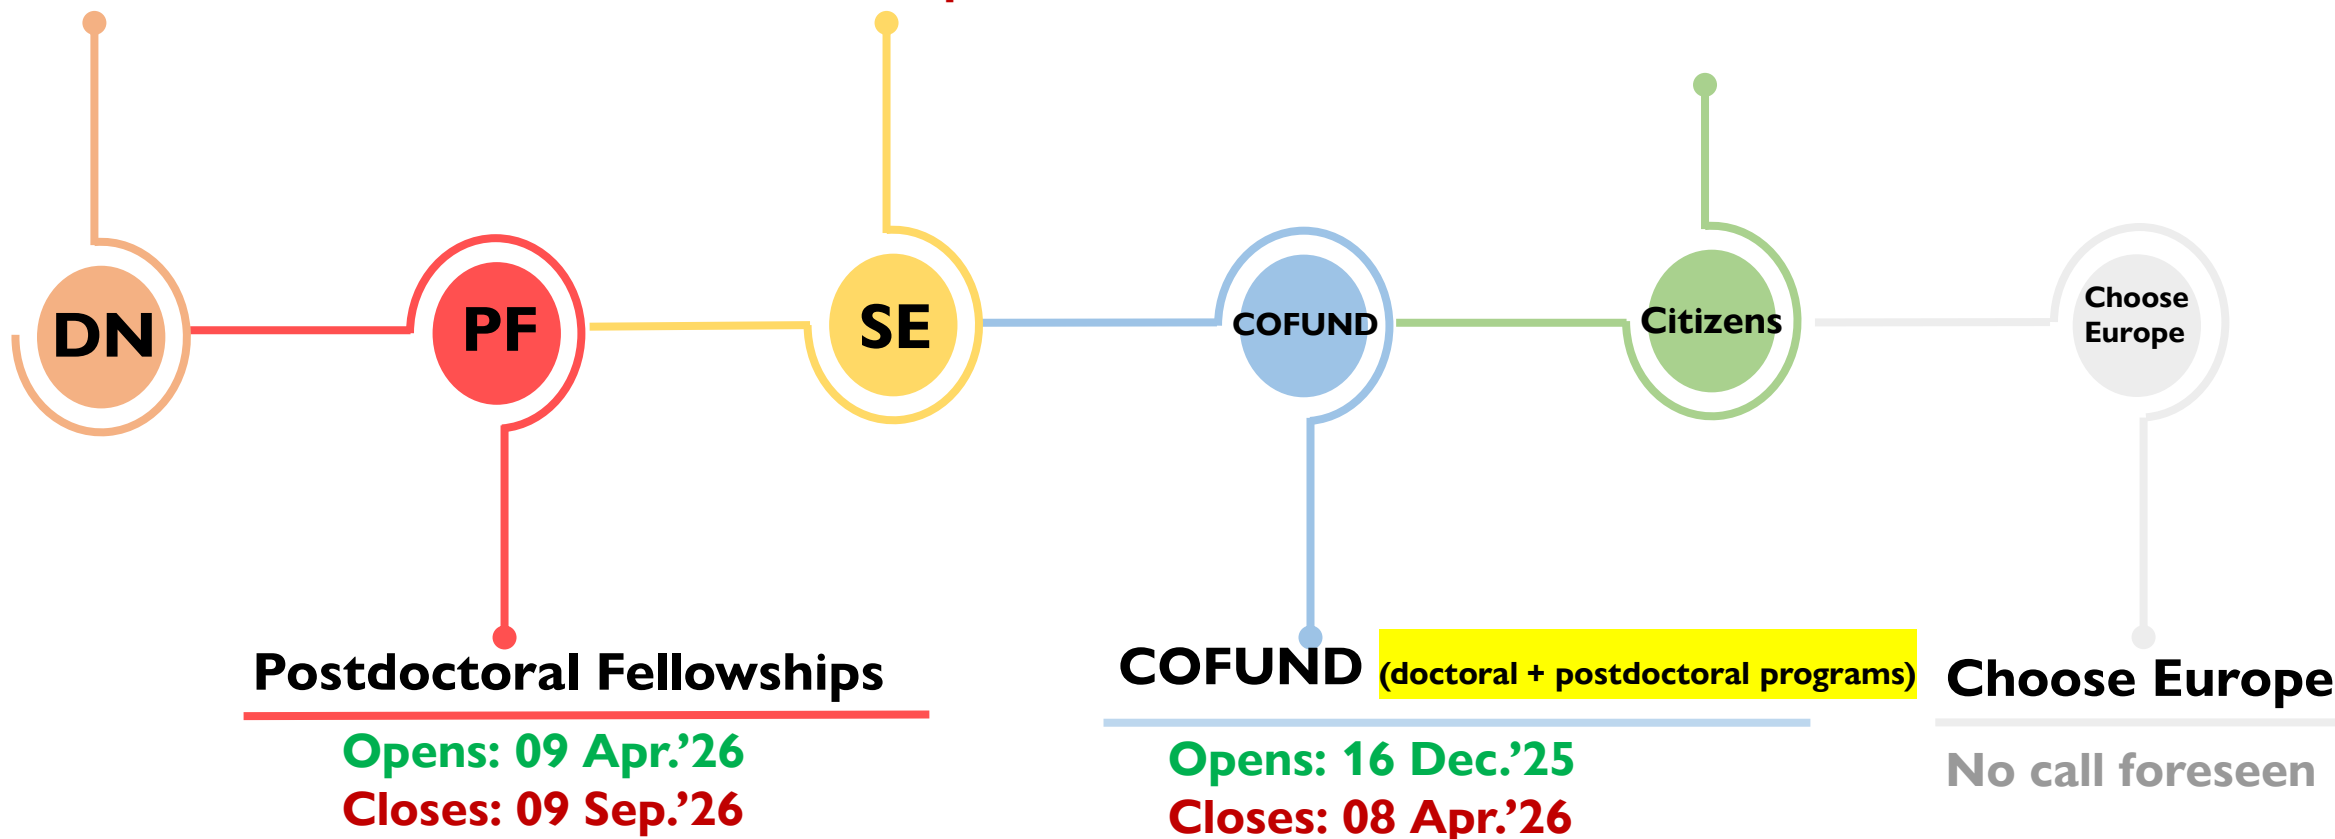 DN
PF
SE
COFUND
Citizens
Choose
Europe
Postdoctoral Fellowships
Opens: 09 Apr.’26
Closes: 09 Sep.’26
COFUND (doctoral + postdoctoral programs)
Opens: 16 Dec.’25
Closes: 08 Apr.’26
Choose Europe
No call foreseen